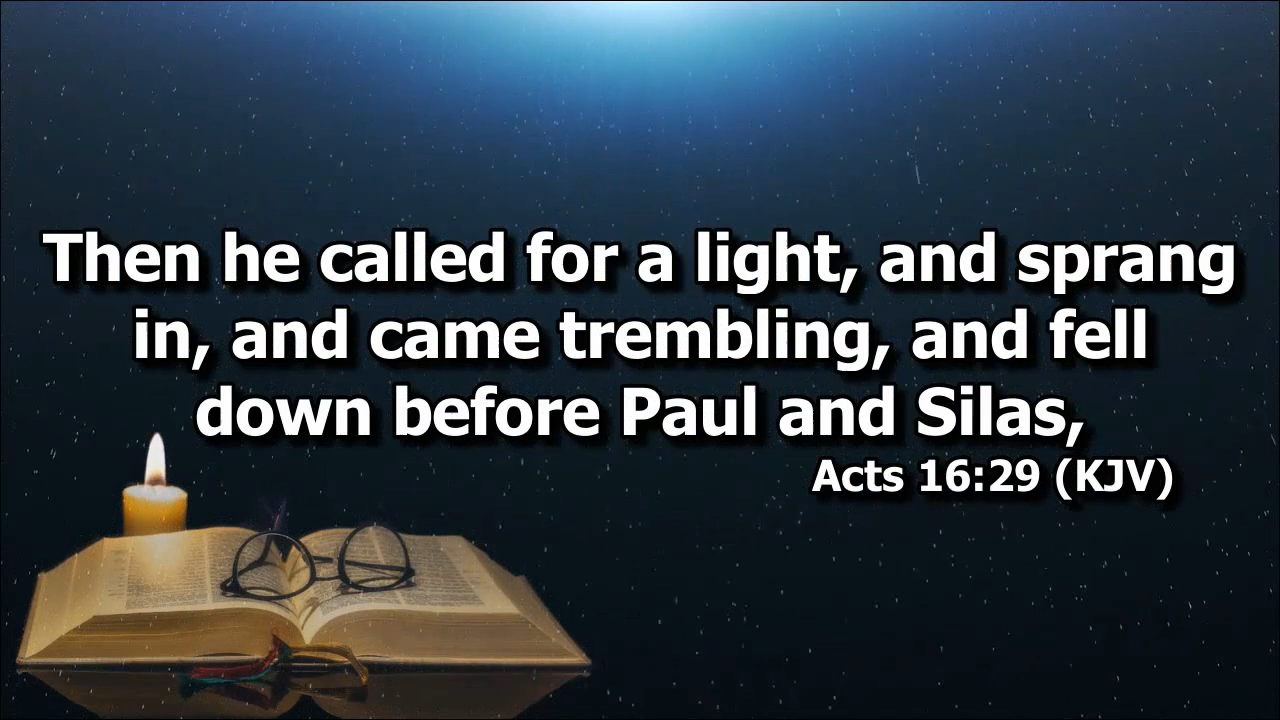 Then he called for a light, and sprang
in, and came trembling, and fell
down before Paul and Silas,
Acts 16:29 (KJV)